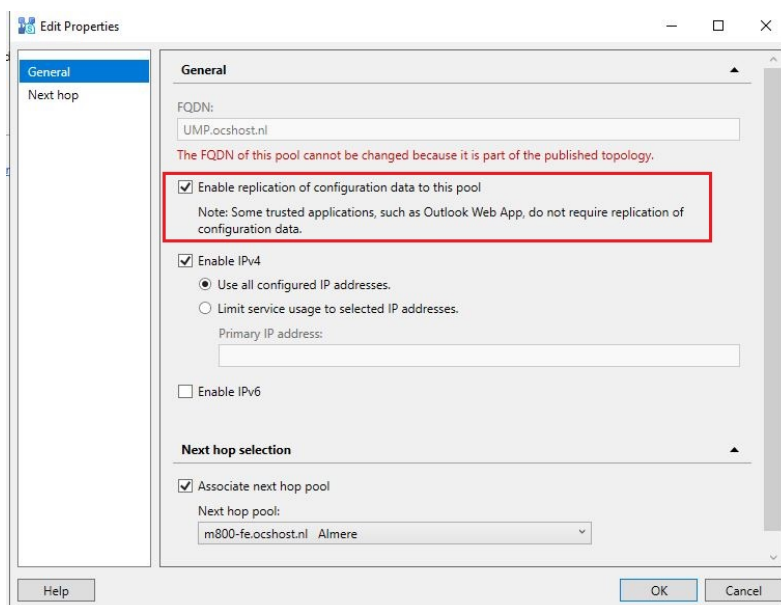 Edit Properties
General
Next hop
General
FQDN:
UMP.ocshost.nl
The FQDN of this pool cannot be changed because it is part of the published topology.
Enable replication of configuration data to this pool
Note: Some trusted applications, such as Outlook Web App, do not require replication of
configuration data.
Enable IPv4
Use all configured IP addresses.
Limit service usage to selected IP addresses.
Primary IP address:
Enable IPv6
Next hop selection
Associate next hop pool
Next hop pool:
m800-fe.ocshost.nl Almere
Help
OK
Cancel